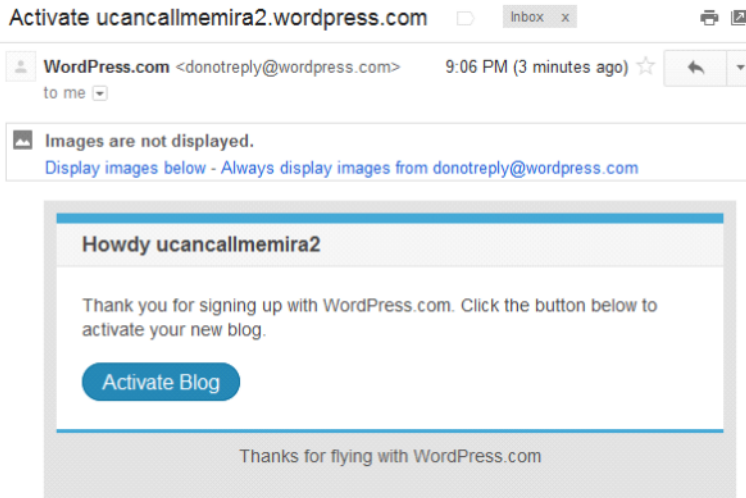 Activate ucancallmemira2.wordpress.com Inbox x
WordPress.com <donotreply@wordpress.com> 9:06 PM (3 minutes ago)
to me
Images are not displayed.
Display images below - Always display images from donotreply@wordpress.com
Howdy ucancallmemira2
Thank you for signing up with WordPress.com. Click the button below to
activate your new blog.
Activate Blog
Thanks for flying with WordPress.com